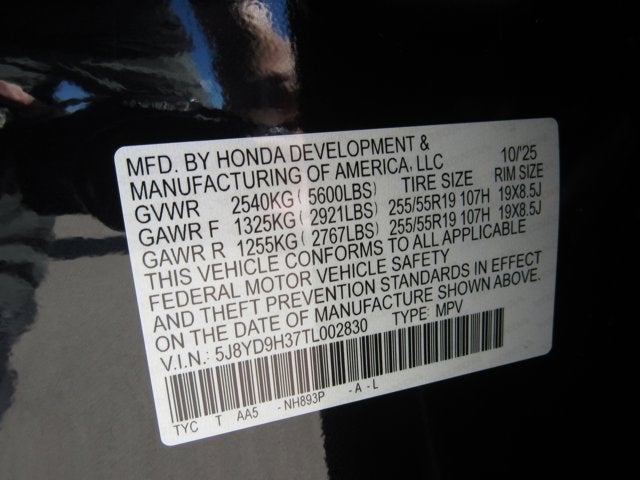 MFD. BY HONDA DEVELOPMENT & 10/'25
MANUFACTURING OF AMERICA, LLC
GVWR 2540KG (5600LBS) TIRE SIZE RIM SIZE
GAWR F 1325KG (2921LBS) 255/55R19 107H 19X8.5J
GAWR R 1255KG (2767LBS) 255/55R19 107H 19X8.5J
THIS VEHICLE CONFORMS TO ALL APPLICABLE
FEDERAL MOTOR VEHICLE SAFETY
AND THEFT PREVENTION STANDARDS IN EFFECT
ON THE DATE OF MANUFACTURE SHOWN ABOVE.
V.I.N.: 5J8YD9H37TL002830 TYPE: MPV
TYC T AA5 - NH893P - A - L